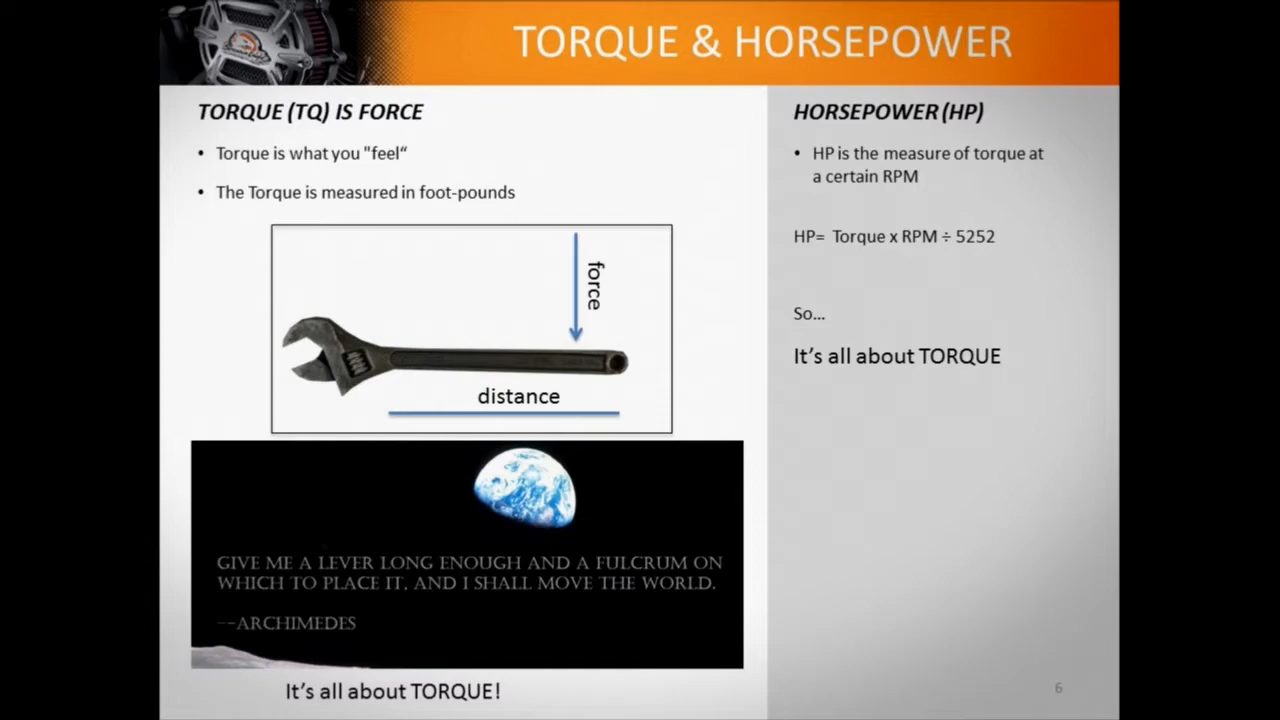 TORQUE & HORSEPOWER
TORQUE (TQ) IS FORCE
• Torque is what you "feel“
• The Torque is measured in foot-pounds
force
distance
GIVE ME A LEVER LONG ENOUGH AND A FULCRUM ON
WHICH TO PLACE IT, AND I SHALL MOVE THE WORLD.
--ARCHIMEDES
It’s all about TORQUE!
HORSEPOWER (HP)
• HP is the measure of torque at
a certain RPM
HP= Torque x RPM ÷ 5252
So...
It’s all about TORQUE
6